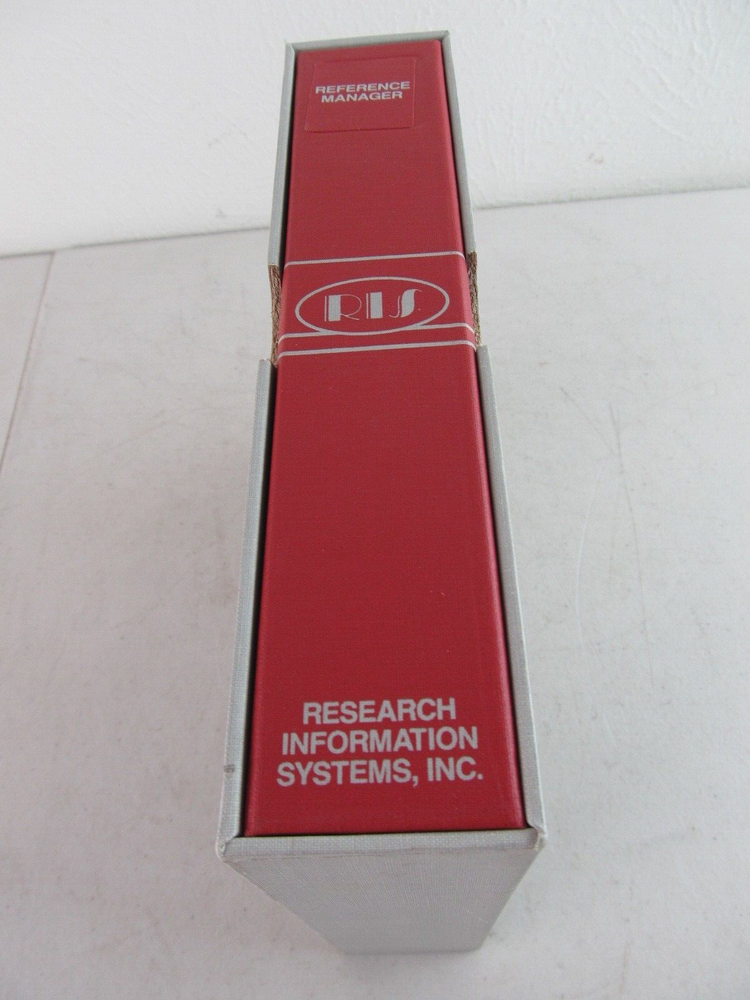 REFERENCE
MANAGER
RIS
RESEARCH
INFORMATION
SYSTEMS, INC.